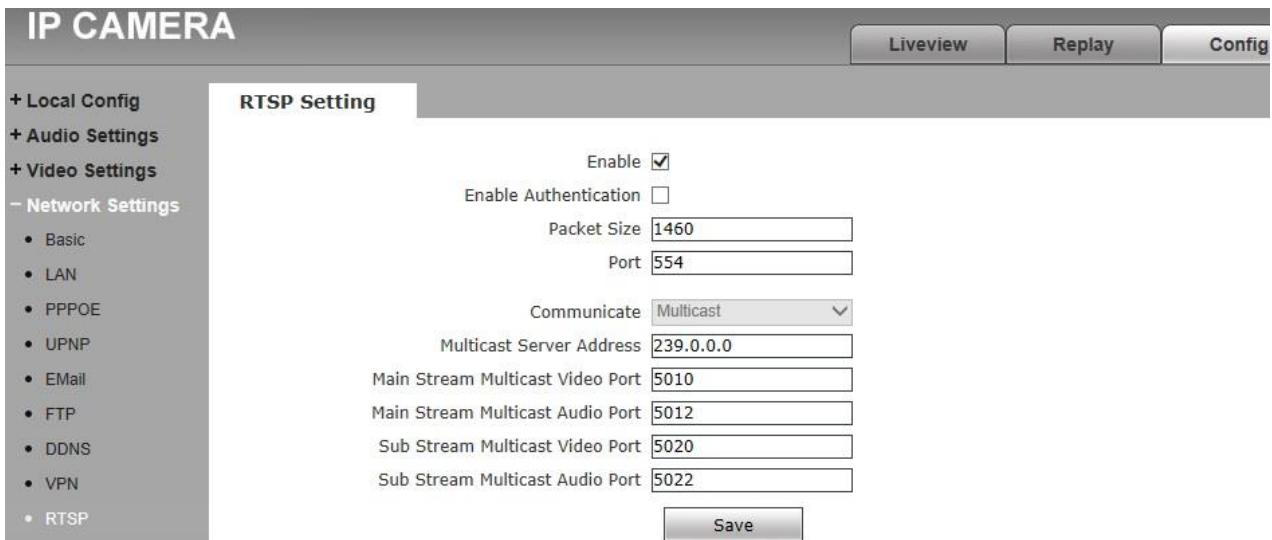 IP CAMERA
Liveview
Replay
Config
+ Local Config
+ Audio Settings
+ Video Settings
− Network Settings
• Basic
• LAN
• PPPOE
• UPNP
• EMail
• FTP
• DDNS
• VPN
• RTSP
RTSP Setting
Enable
Enable Authentication
Packet Size 1460
Port 554
Communicate Multicast
Multicast Server Address 239.0.0.0
Main Stream Multicast Video Port 5010
Main Stream Multicast Audio Port 5012
Sub Stream Multicast Video Port 5020
Sub Stream Multicast Audio Port 5022
Save